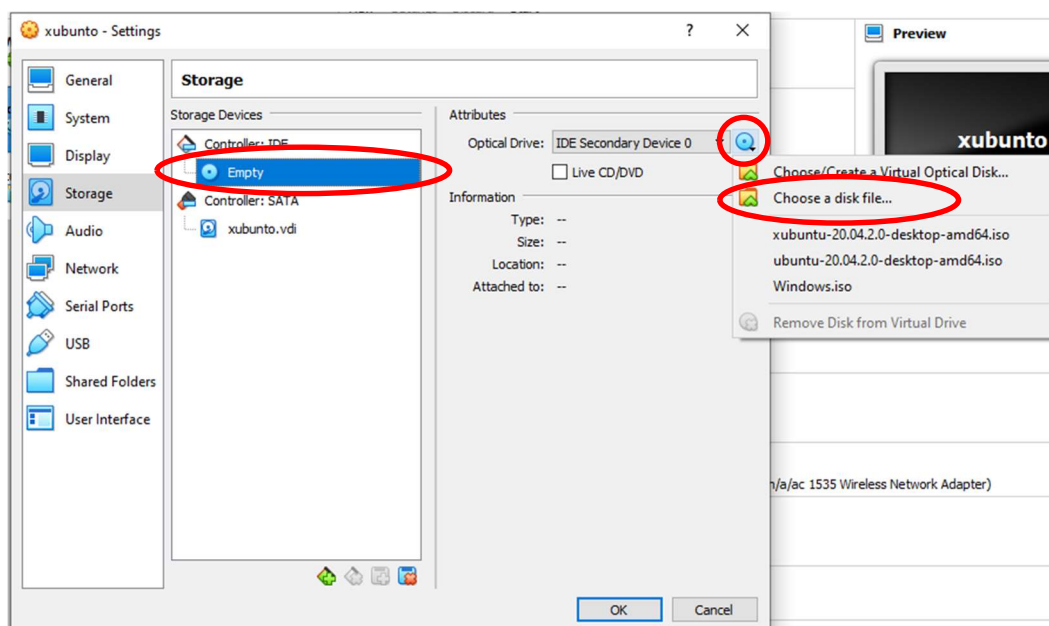 xubunto - Settings
?
General
System
Display
Storage
Audio
Network
Serial Ports
USB
Shared Folders
User Interface
Storage
Storage Devices
Controller: IDE
Empty
Controller: SATA
xubunto.vdi
Attributes
Optical Drive: IDE Secondary Device 0
Live CD/DVD
Information
Type: --
Size: --
Location: --
Attached to: --
OK Cancel
Preview
xubunto
Choose/Create a Virtual Optical Disk...
Choose a disk file...
xubuntu-20.04.2.0-desktop-amd64.iso
ubuntu-20.04.2.0-desktop-amd64.iso
Windows.iso
Remove Disk from Virtual Drive
n/a/ac 1535 Wireless Network Adapter)